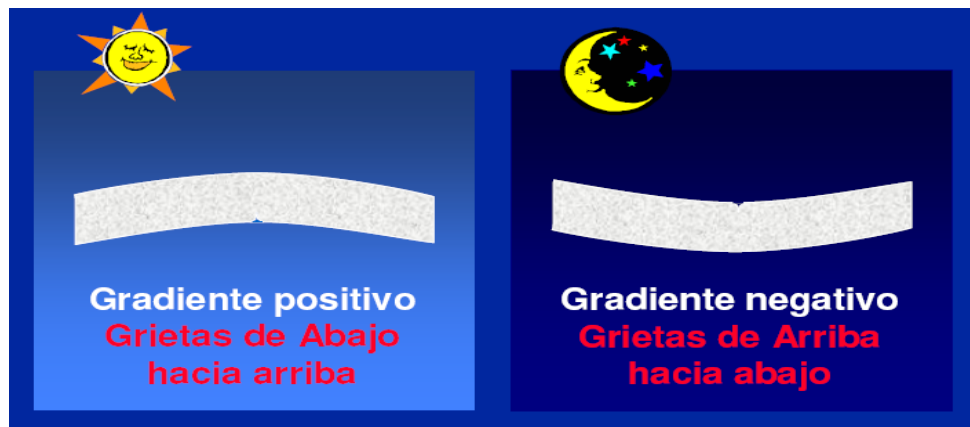 Gradiente positivo
Grietas de Abajo
hacia arriba
Gradiente negativo
Grietas de Arriba
hacia abajo